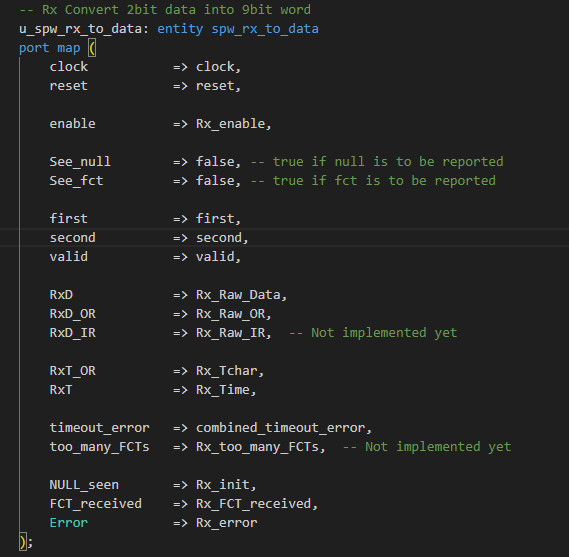 -- Rx Convert 2bit data into 9bit word
u_spw_rx_to_data: entity spw_rx_to_data
port map (
clock => clock,
reset => reset,
enable => Rx_enable,
See_null => false, -- true if null is to be reported
See_fct => false, -- true if fct is to be reported
first => first,
second => second,
valid => valid,
RxD => Rx_Raw_Data,
RxD_OR => Rx_Raw_OR,
RxD_IR => Rx_Raw_IR, -- Not implemented yet
RxT_OR => Rx_Tchar,
RxT => Rx_Time,
timeout_error => combined_timeout_error,
too_many_FCTs => Rx_too_many_FCTs, -- Not implemented yet
NULL_seen => Rx_init,
FCT_received => Rx_FCT_received,
Error => Rx_error
);